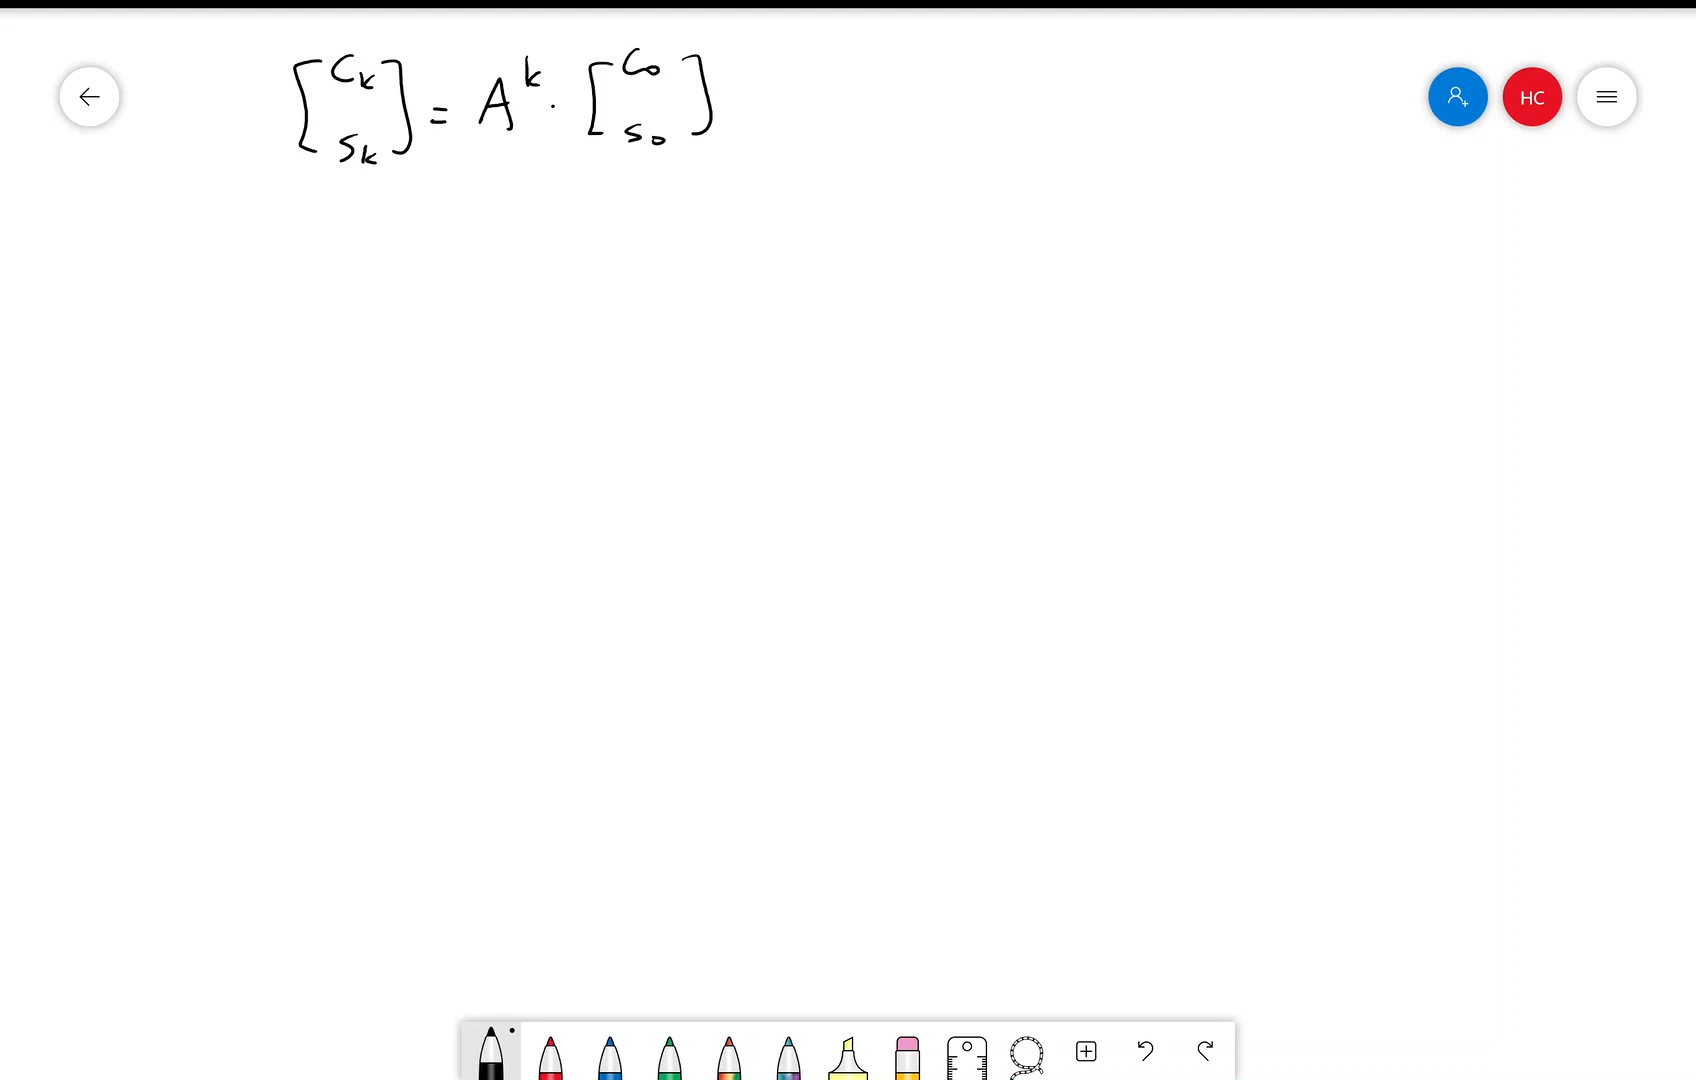 [c_k s_k] = A^k · [c_0 s_0]
HC